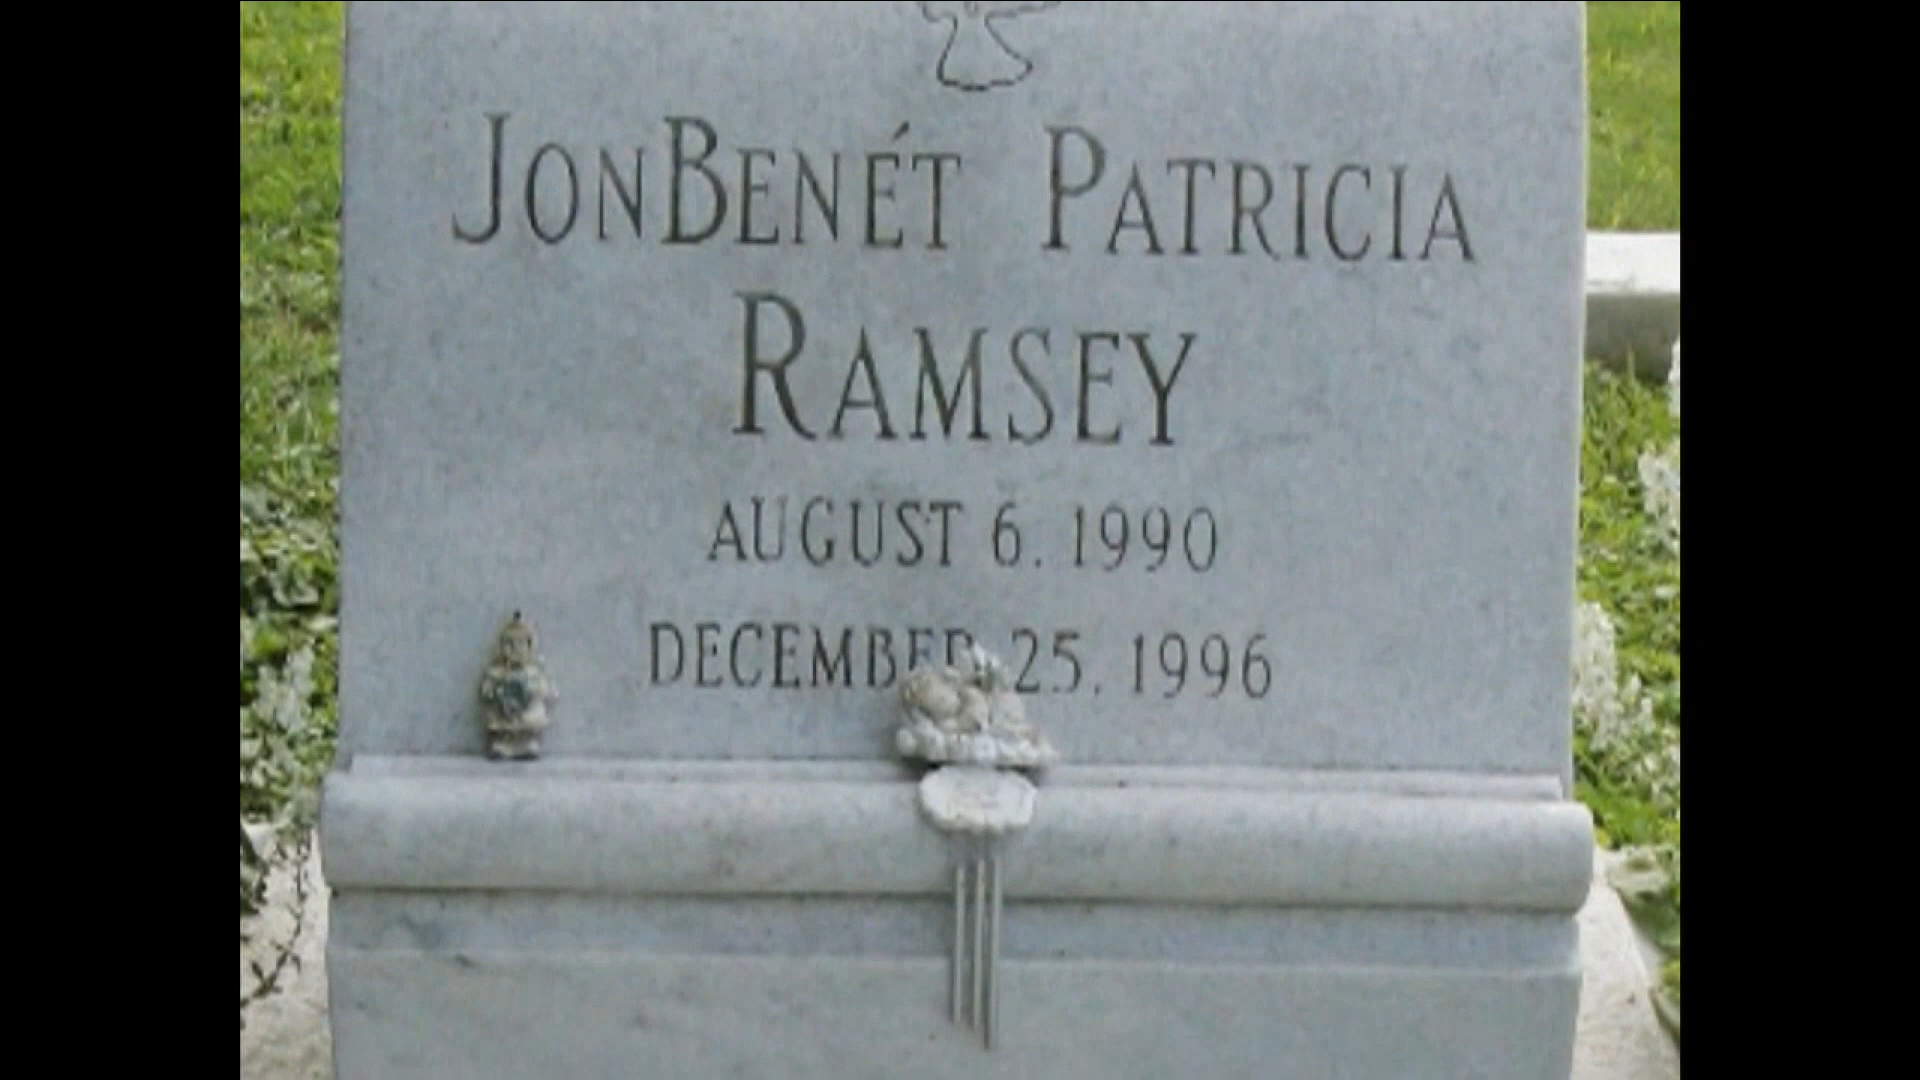 JonBenét Patricia
Ramsey
August 6, 1990
December 25, 1996